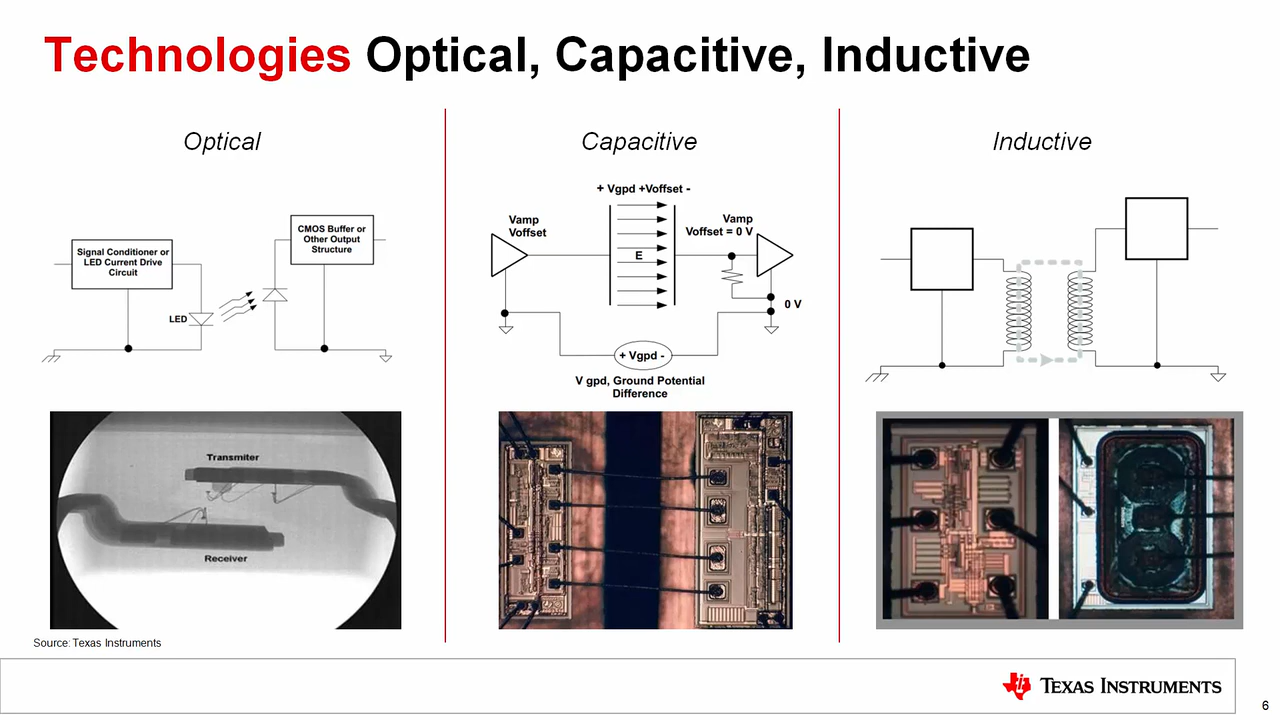 Technologies Optical, Capacitive, Inductive
Optical
Signal Conditioner or
LED Current Drive
Circuit
CMOS Buffer or
Other Output
Structure
LED
Transmiter
Receiver
Source: Texas Instruments
Capacitive
+ Vgpd +Voffset -
Vamp
Voffset
E
Vamp
Voffset = 0 V
0 V
+ Vgpd -
V gpd, Ground Potential
Difference
Inductive
TEXAS INSTRUMENTS
6